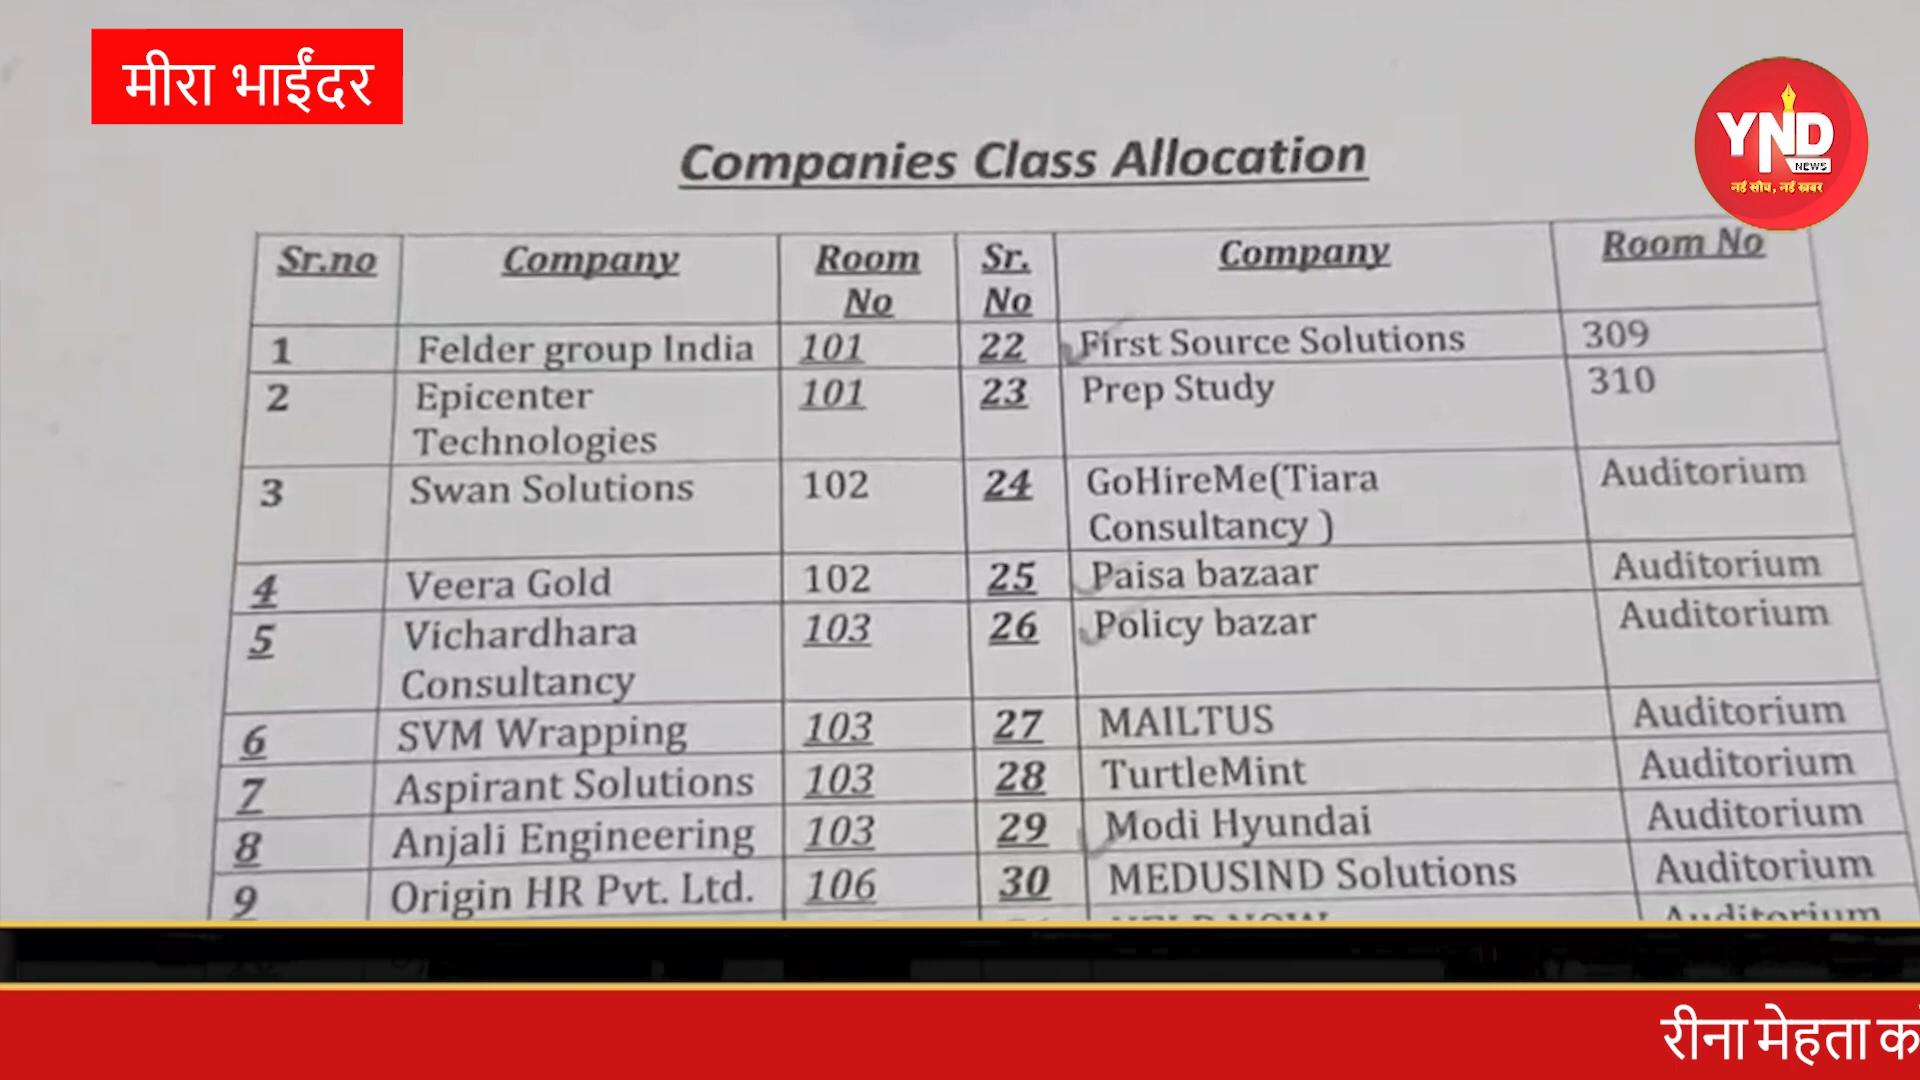 मीरा भाईंदर
YND
NEWS
नई सोच, नई ख़बर
Companies Class Allocation
Sr.no Company Room No Sr. No Company Room No
1 Felder group India 101 22 First Source Solutions 309
2 Epicenter Technologies 101 23 Prep Study 310
3 Swan Solutions 102 24 GoHireMe(Tiara Consultancy ) Auditorium
4 Veera Gold 102 25 Paisa bazaar Auditorium
5 Vichardhara Consultancy 103 26 Policy bazar Auditorium
6 SVM Wrapping 103 27 MAILTUS Auditorium
7 Aspirant Solutions 103 28 TurtleMint Auditorium
8 Anjali Engineering 103 29 Modi Hyundai Auditorium
9 Origin HR Pvt. Ltd. 106 30 MEDUSIND Solutions Auditorium
Auditorium
रीना मेहता